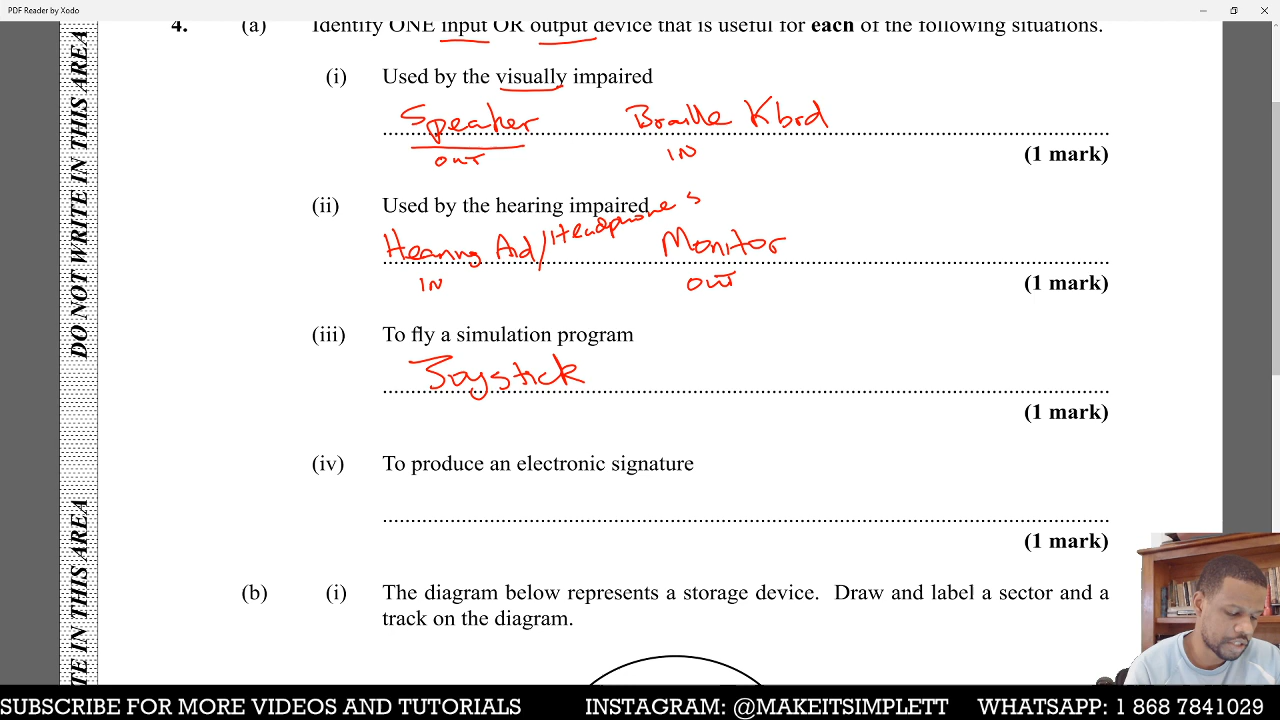 PDF Reader by Xodo
4. (a) Identify ONE input OR output device that is useful for each of the following situations.
DO NOT WRITE IN THIS AREA
(i) Used by the visually impaired
Speaker Braille Kbrd
OUT IN
(1 mark)
(ii) Used by the hearing impaired
Hearing Aid/Headphones Monitor
IN OUT
(1 mark)
(iii) To fly a simulation program
Joystick
(1 mark)
(iv) To produce an electronic signature
(1 mark)
TE IN THIS AREA
(b) (i) The diagram below represents a storage device. Draw and label a sector and a
track on the diagram.
SUBSCRIBE FOR MORE VIDEOS AND TUTORIALS INSTAGRAM: @MAKEITSIMPLETT WHATSAPP: 1 868 7841029